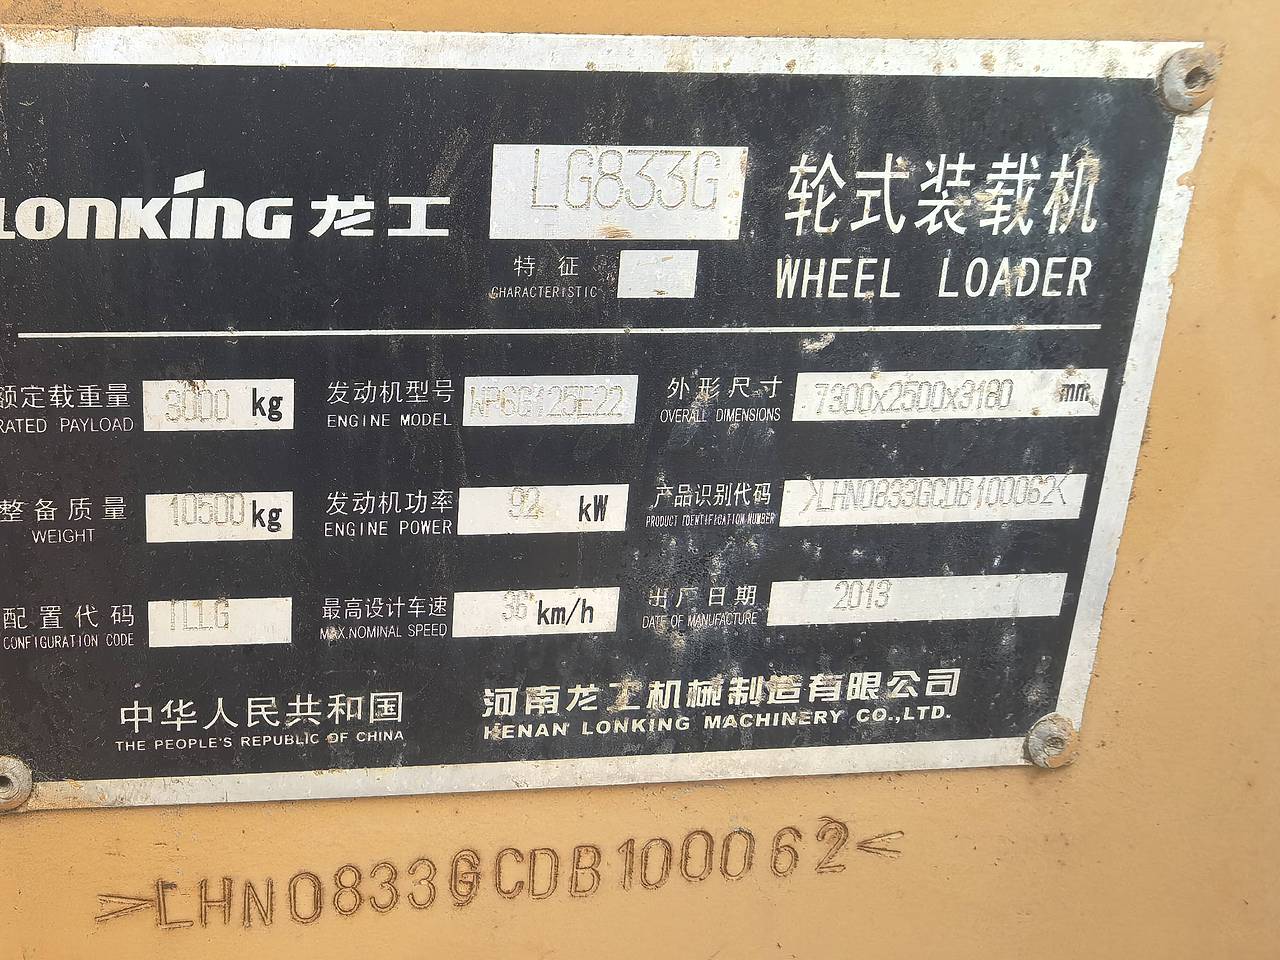 LONKING 龙工 LG833G 轮式装载机
特征
CHARACTERISTIC
WHEEL LOADER
额定载重量 3000 kg 发动机型号 WP6G125E22 外形尺寸 7300x2500x3180 mm
RATED PAYLOAD ENGINE MODEL OVERALL DIMENSIONS
整备质量 10500 kg 发动机功率 92 kW 产品识别代码 >LHN0833GCDB100062<
WEIGHT ENGINE POWER PRODUCT IDENTIFICATION NUMBER
配置代码 最高设计车速 36 km/h 出厂日期 2013
CONFIGURATION CODE MAX.NOMINAL SPEED DATE OF MANUFACTURE
中华人民共和国 河南龙工机械制造有限公司
THE PEOPLE'S REPUBLIC OF CHINA HENAN LONKING MACHINERY CO.,LTD.
>LHN0833GCDB100062<